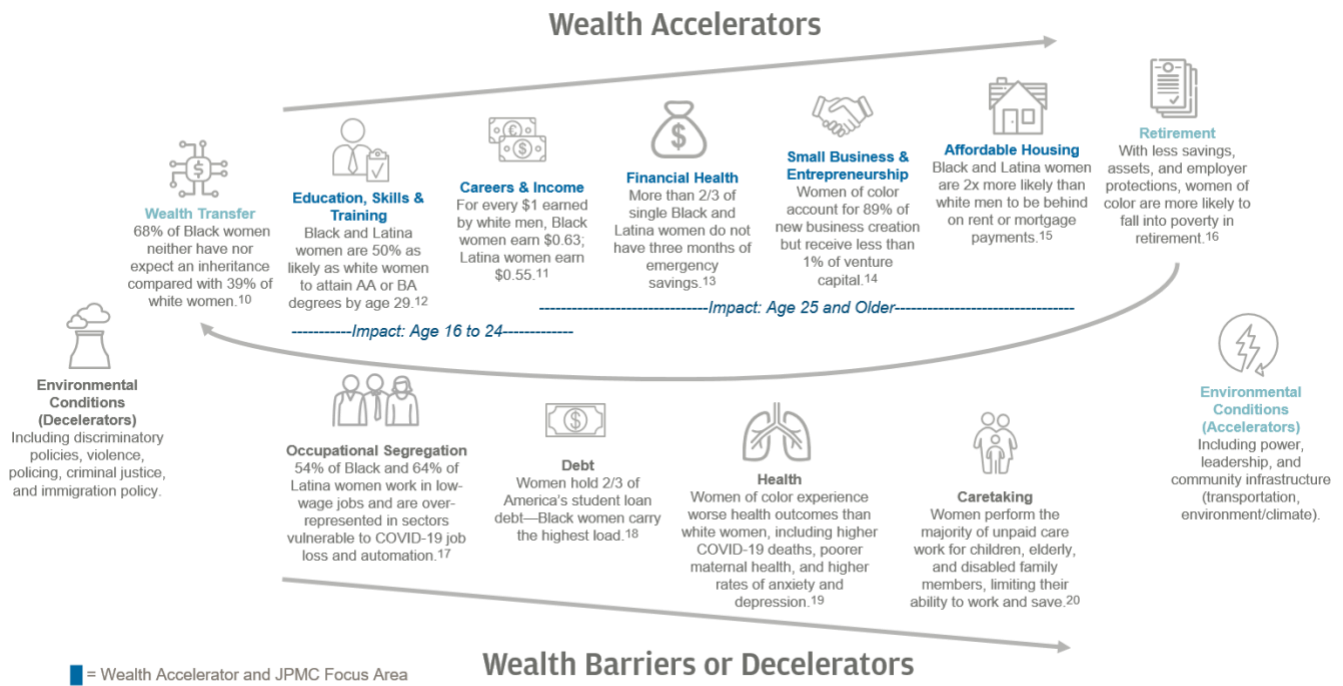 Wealth Accelerators
Wealth Transfer
68% of Black women
neither have nor
expect an inheritance
compared with 39% of
white women.10
Education, Skills &
Training
Black and Latina
women are 50% as
likely as white women
to attain AA or BA
degrees by age 29.12
Careers & Income
For every $1 earned
by white men, Black
women earn $0.63;
Latina women earn
$0.55.11
Financial Health
More than 2/3 of
single Black and
Latina women do not
have three months of
emergency
savings.13
Small Business &
Entrepreneurship
Women of color
account for 89% of
new business creation
but receive less than
1% of venture
capital.14
Affordable Housing
Black and Latina women
are 2x more likely than
white men to be behind
on rent or mortgage
payments.15
Retirement
With less savings,
assets, and employer
protections, women of
color are more likely to
fall into poverty in
retirement.16
-----------Impact: Age 16 to 24-------------
-------------------------------Impact: Age 25 and Older---------------------------------
Environmental
Conditions
(Decelerators)
Including discriminatory
policies, violence,
policing, criminal justice,
and immigration policy.
Occupational Segregation
54% of Black and 64% of
Latina women work in low-
wage jobs and are over-
represented in sectors
vulnerable to COVID-19 job
loss and automation.17
Debt
Women hold 2/3 of
America's student loan
debt—Black women carry
the highest load.18
Health
Women of color experience
worse health outcomes than
white women, including higher
COVID-19 deaths, poorer
maternal health, and higher
rates of anxiety and
depression.19
Caretaking
Women perform the
majority of unpaid care
work for children, elderly,
and disabled family
members, limiting their
ability to work and save.20
Environmental
Conditions
(Accelerators)
Including power,
leadership, and
community infrastructure
(transportation,
environment/climate).
Wealth Barriers or Decelerators
= Wealth Accelerator and JPMC Focus Area